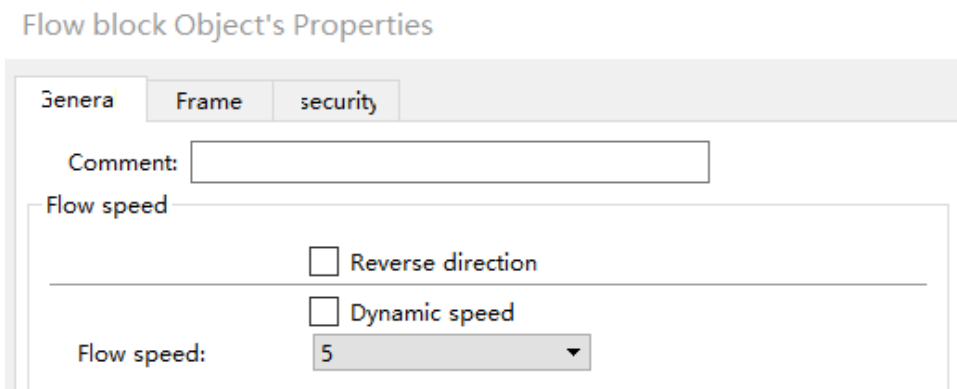 Flow block Object's Properties
Genera Frame security
Comment:
Flow speed
Reverse direction
Dynamic speed
Flow speed: 5